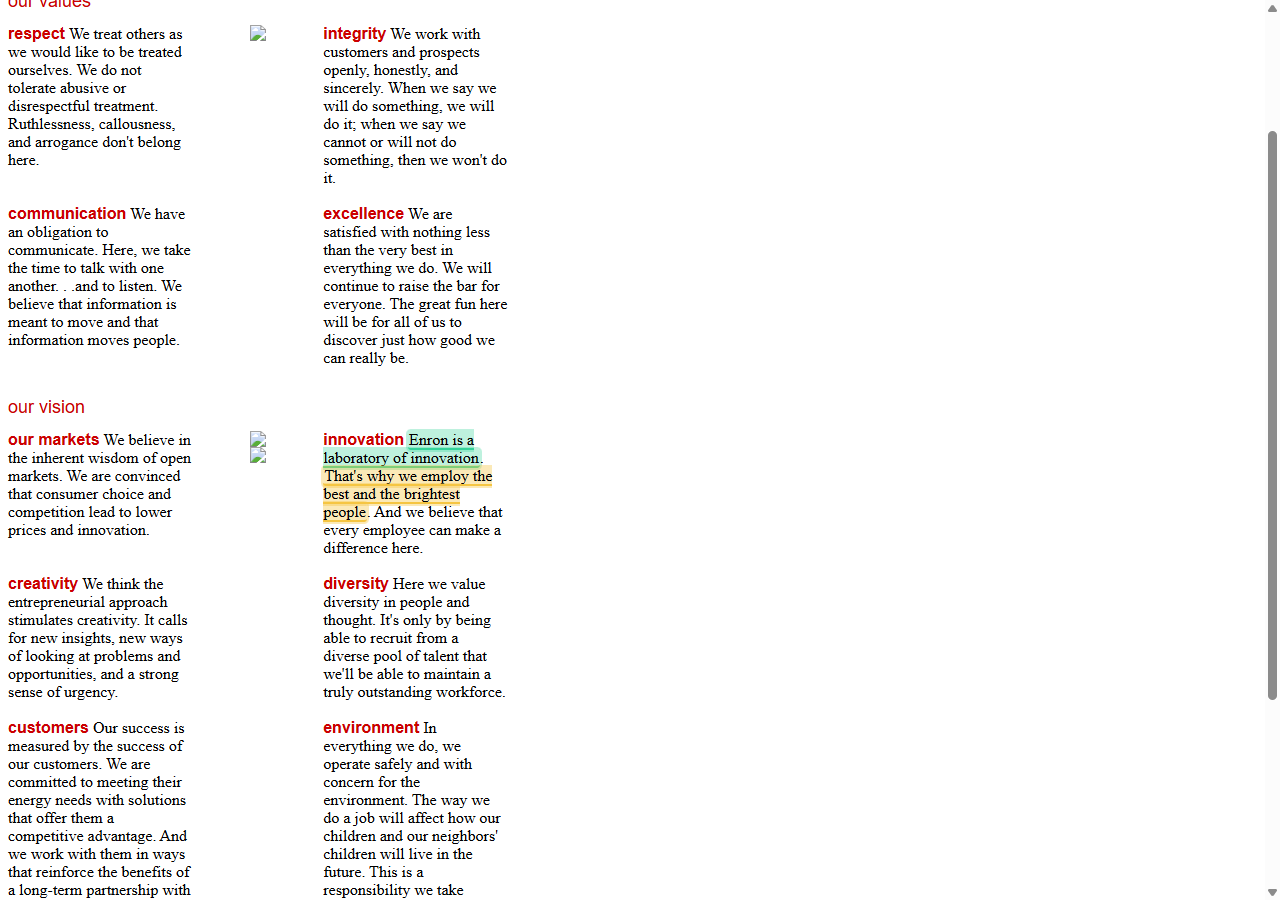 our values
respect We treat others as
we would like to be treated
ourselves. We do not
tolerate abusive or
disrespectful treatment.
Ruthlessness, callousness,
and arrogance don't belong
here.
integrity We work with
customers and prospects
openly, honestly, and
sincerely. When we say we
will do something, we will
do it; when we say we
cannot or will not do
something, then we won't do
it.
communication We have
an obligation to
communicate. Here, we take
the time to talk with one
another. . .and to listen. We
believe that information is
meant to move and that
information moves people.
excellence We are
satisfied with nothing less
than the very best in
everything we do. We will
continue to raise the bar for
everyone. The great fun here
will be for all of us to
discover just how good we
can really be.
our vision
our markets We believe in
the inherent wisdom of open
markets. We are convinced
that consumer choice and
competition lead to lower
prices and innovation.
innovation Enron is a
laboratory of innovation.
That's why we employ the
best and the brightest
people. And we believe that
every employee can make a
difference here.
creativity We think the
entrepreneurial approach
stimulates creativity. It calls
for new insights, new ways
of looking at problems and
opportunities, and a strong
sense of urgency.
diversity Here we value
diversity in people and
thought. It's only by being
able to recruit from a
diverse pool of talent that
we'll be able to maintain a
truly outstanding workforce.
customers Our success is
measured by the success of
our customers. We are
committed to meeting their
energy needs with solutions
that offer them a
competitive advantage. And
we work with them in ways
that reinforce the benefits of
a long-term partnership with
environment In
everything we do, we
operate safely and with
concern for the
environment. The way we
do a job will affect how our
children and our neighbors'
children will live in the
future. This is a
responsibility we take